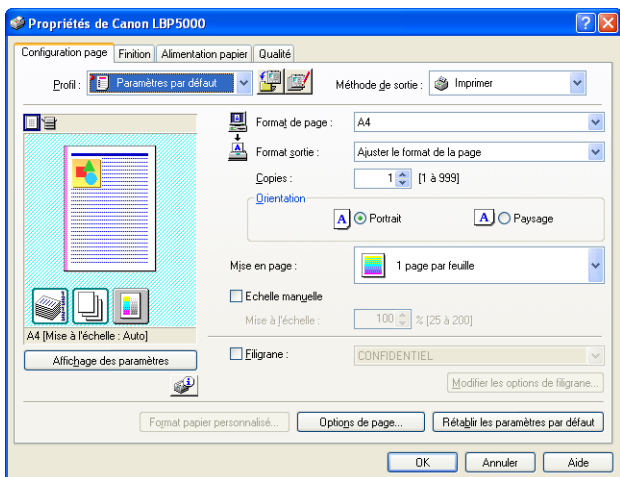 Propriétés de Canon LBP5000
Configuration page Finition Alimentation papier Qualité
Profil : Paramètres par défaut Méthode de sortie : Imprimer
Format de page : A4
Format sortie : Ajuster le format de la page
Copies : 1 [1 à 999]
Orientation
A Portrait A Paysage
Mise en page : 1 page par feuille
Echelle manuelle
Mise à l'échelle : 100 % [25 à 200]
A4 [Mise à l'échelle : Auto]
Affichage des paramètres
Filigrane : CONFIDENTIEL
Modifier les options de filigrane...
Format papier personnalisé... Options de page... Rétablir les paramètres par défaut
OK Annuler Aide